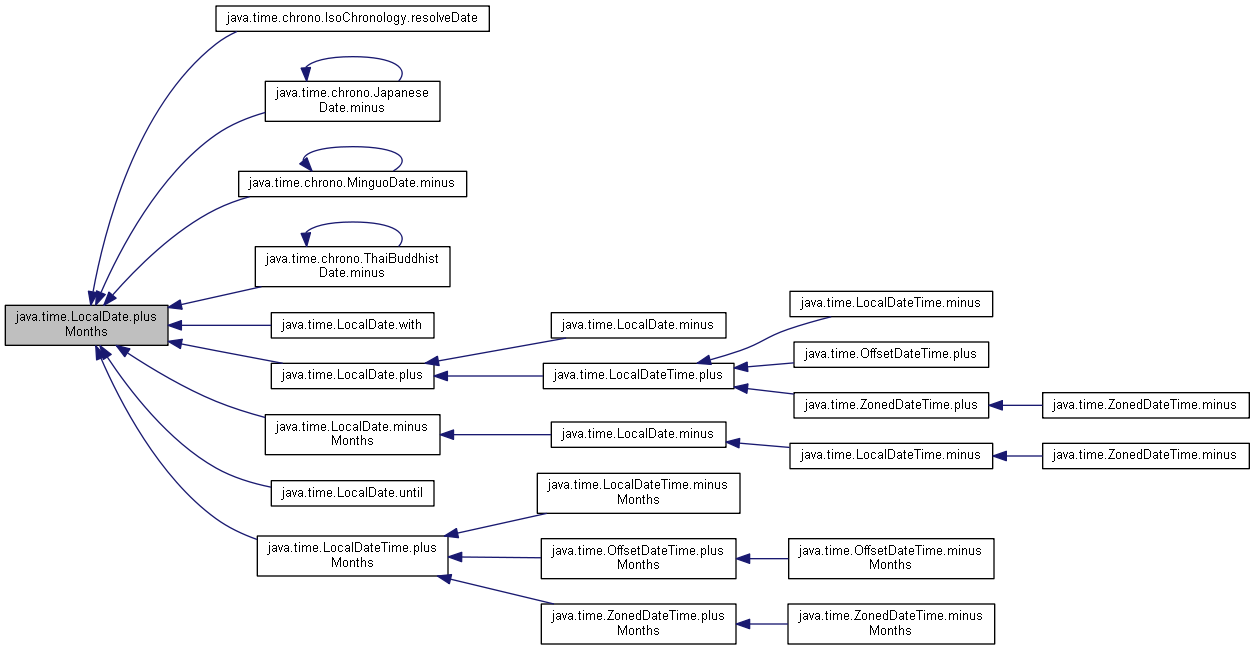 java.time.chrono.IsoChronology.resolveDate
java.time.chrono.Japanese
Date.minus
java.time.chrono.MinguoDate.minus
java.time.chrono.ThaiBuddhist
Date.minus
java.time.LocalDate.plus
Months
java.time.LocalDate.with
java.time.LocalDate.plus
java.time.LocalDate.minus
Months
java.time.LocalDate.until
java.time.LocalDateTime.plus
Months
java.time.LocalDate.minus
java.time.LocalDateTime.plus
java.time.LocalDate.minus
java.time.LocalDateTime.minus
Months
java.time.OffsetDateTime.plus
Months
java.time.ZonedDateTime.plus
Months
java.time.LocalDateTime.minus
java.time.OffsetDateTime.plus
java.time.ZonedDateTime.plus
java.time.LocalDateTime.minus
java.time.OffsetDateTime.minus
Months
java.time.ZonedDateTime.minus
Months
java.time.ZonedDateTime.minus
java.time.ZonedDateTime.minus